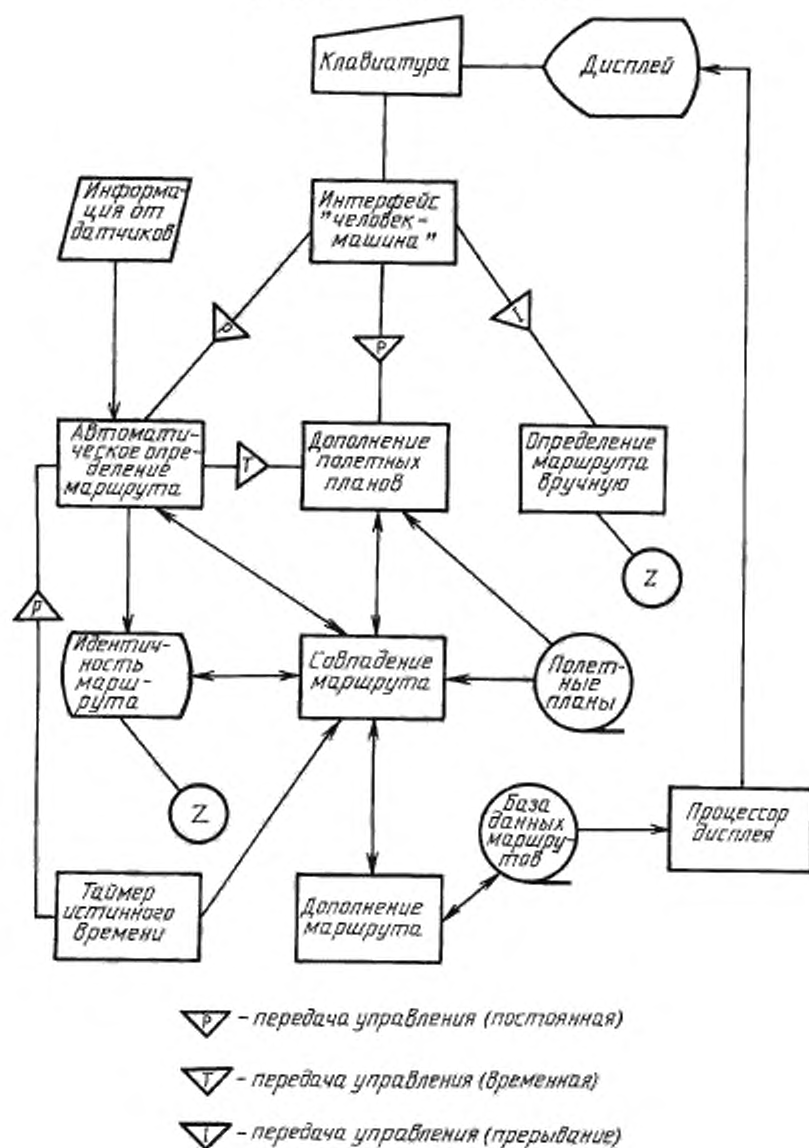 Клавиатура
Дисплей
Информа-
ция от
датчиков
Интерфейс
"человек-
машина"
P
P
I
Автомати-
ческое опре-
деление
маршрута
T
Дополнение
полетных
планов
Определение
маршрута
вручную
Z
P
Идентич-
ность
марш-
рута
Совпадение
маршрута
Полет-
ные
планы
Z
База
данных
маршру-
тов
Процессор
дисплея
Таймер
истинного
времени
Дополнение
маршрута
P - передача управления (постоянная)
T - передача управления (временная)
I - передача управления (прерывание)